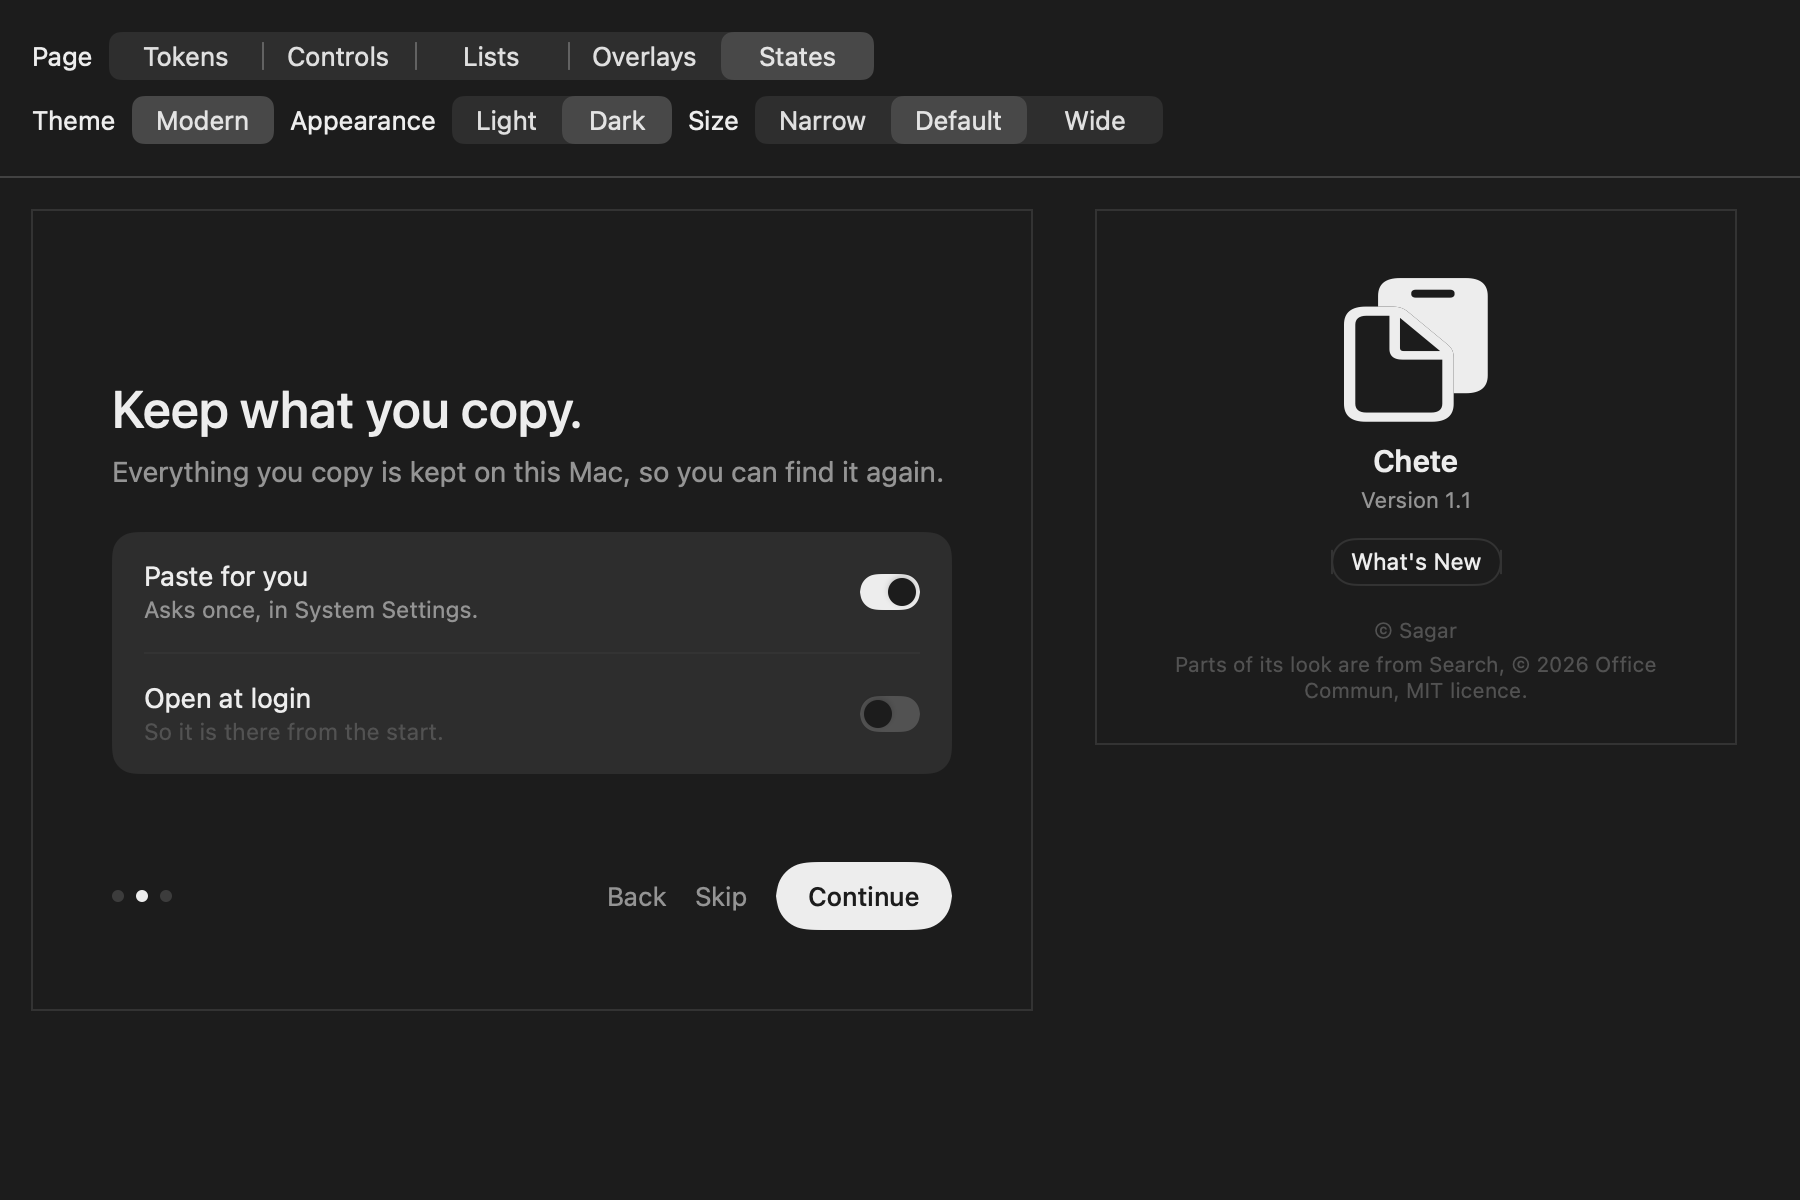 Page Tokens Controls Lists Overlays States
Theme Modern Appearance Light Dark Size Narrow Default Wide
Keep what you copy.
Everything you copy is kept on this Mac, so you can find it again.
Paste for you
Asks once, in System Settings.
Open at login
So it is there from the start.
Back Skip Continue
Chete
Version 1.1
What's New
© Sagar
Parts of its look are from Search, © 2026 Office
Commun, MIT licence.